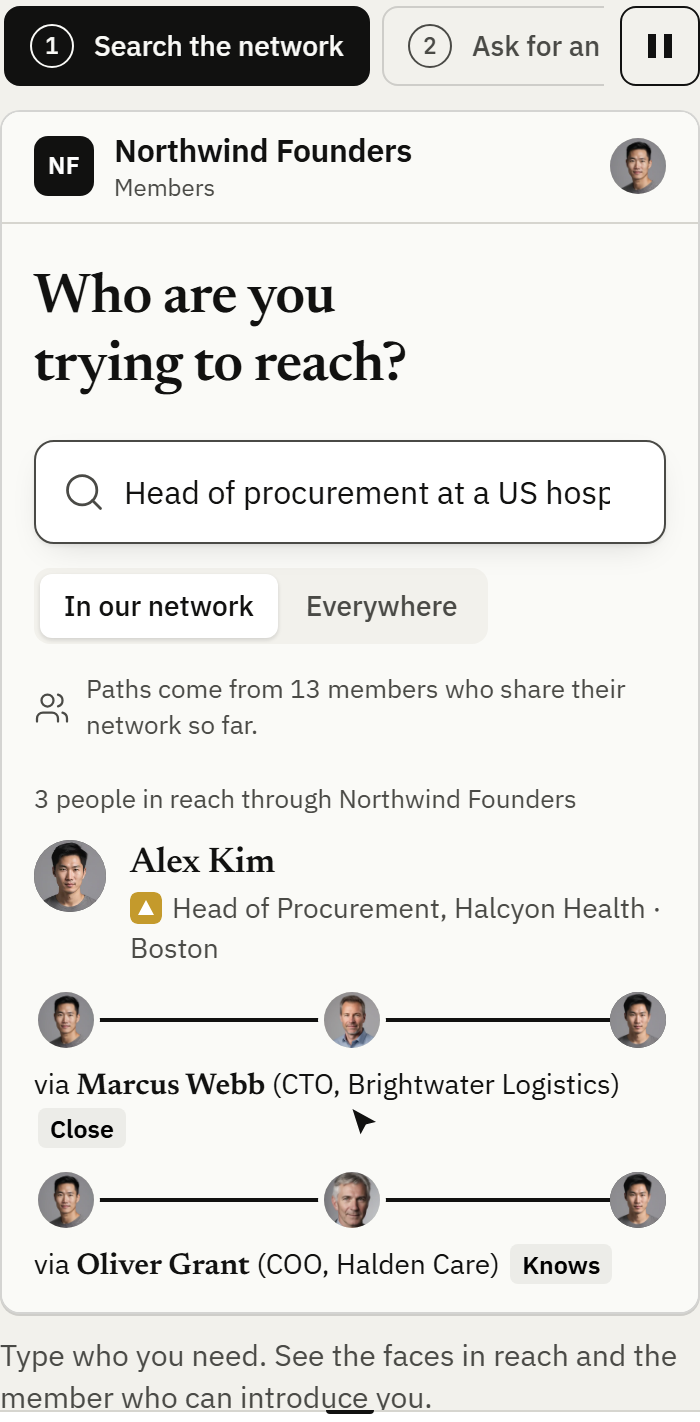 1 Search the network
2 Ask for an
NF
Northwind Founders
Members
Who are you
trying to reach?
Head of procurement at a US hosp
In our network
Everywhere
Paths come from 13 members who share their
network so far.
3 people in reach through Northwind Founders
Alex Kim
Head of Procurement, Halcyon Health ·
Boston
via Marcus Webb (CTO, Brightwater Logistics)
Close
via Oliver Grant (COO, Halden Care) Knows
Type who you need. See the faces in reach and the
member who can introduce you.